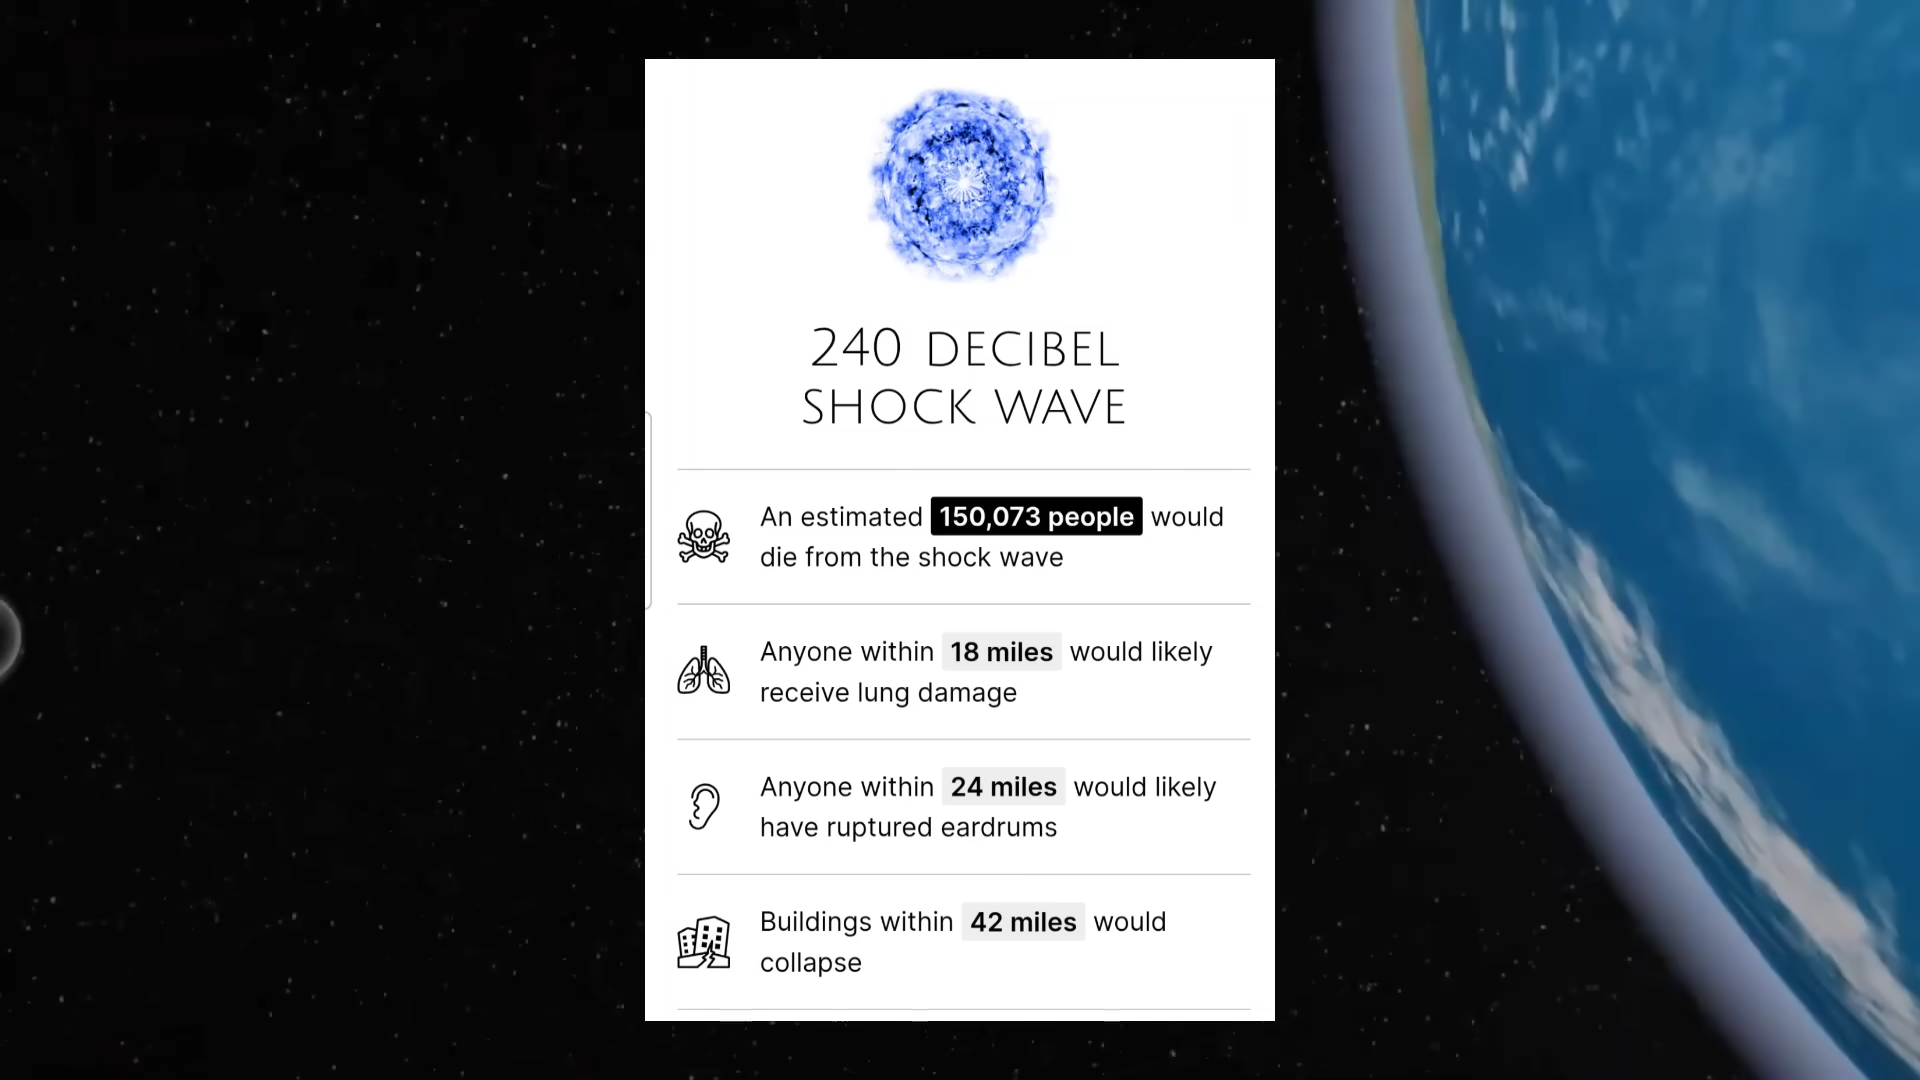 240 DECIBEL
SHOCK WAVE
An estimated 150,073 people would
die from the shock wave
Anyone within 18 miles would likely
receive lung damage
Anyone within 24 miles would likely
have ruptured eardrums
Buildings within 42 miles would
collapse